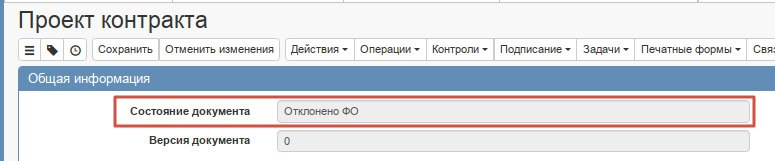 Проект контракта
Сохранить Отменить изменения Действия Операции Контроли Подписание Задачи Печатные формы Связ
Общая информация
Состояние документа Отклонено ФО
Версия документа 0